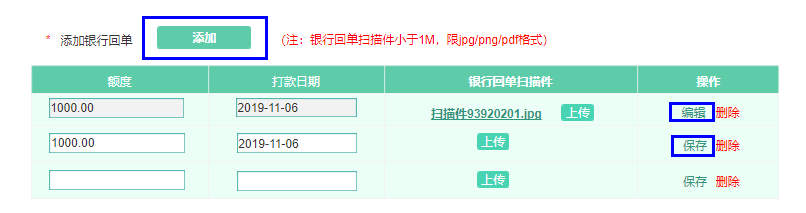 * 添加银行回单 添加 (注：银行回单扫描件小于1M，限jpg/png/pdf格式)
额度 打款日期 银行回单扫描件 操作
1000.00 2019-11-06 扫描件93920201.jpg 上传 编辑 删除
1000.00 2019-11-06 上传 保存 删除
上传 保存 删除